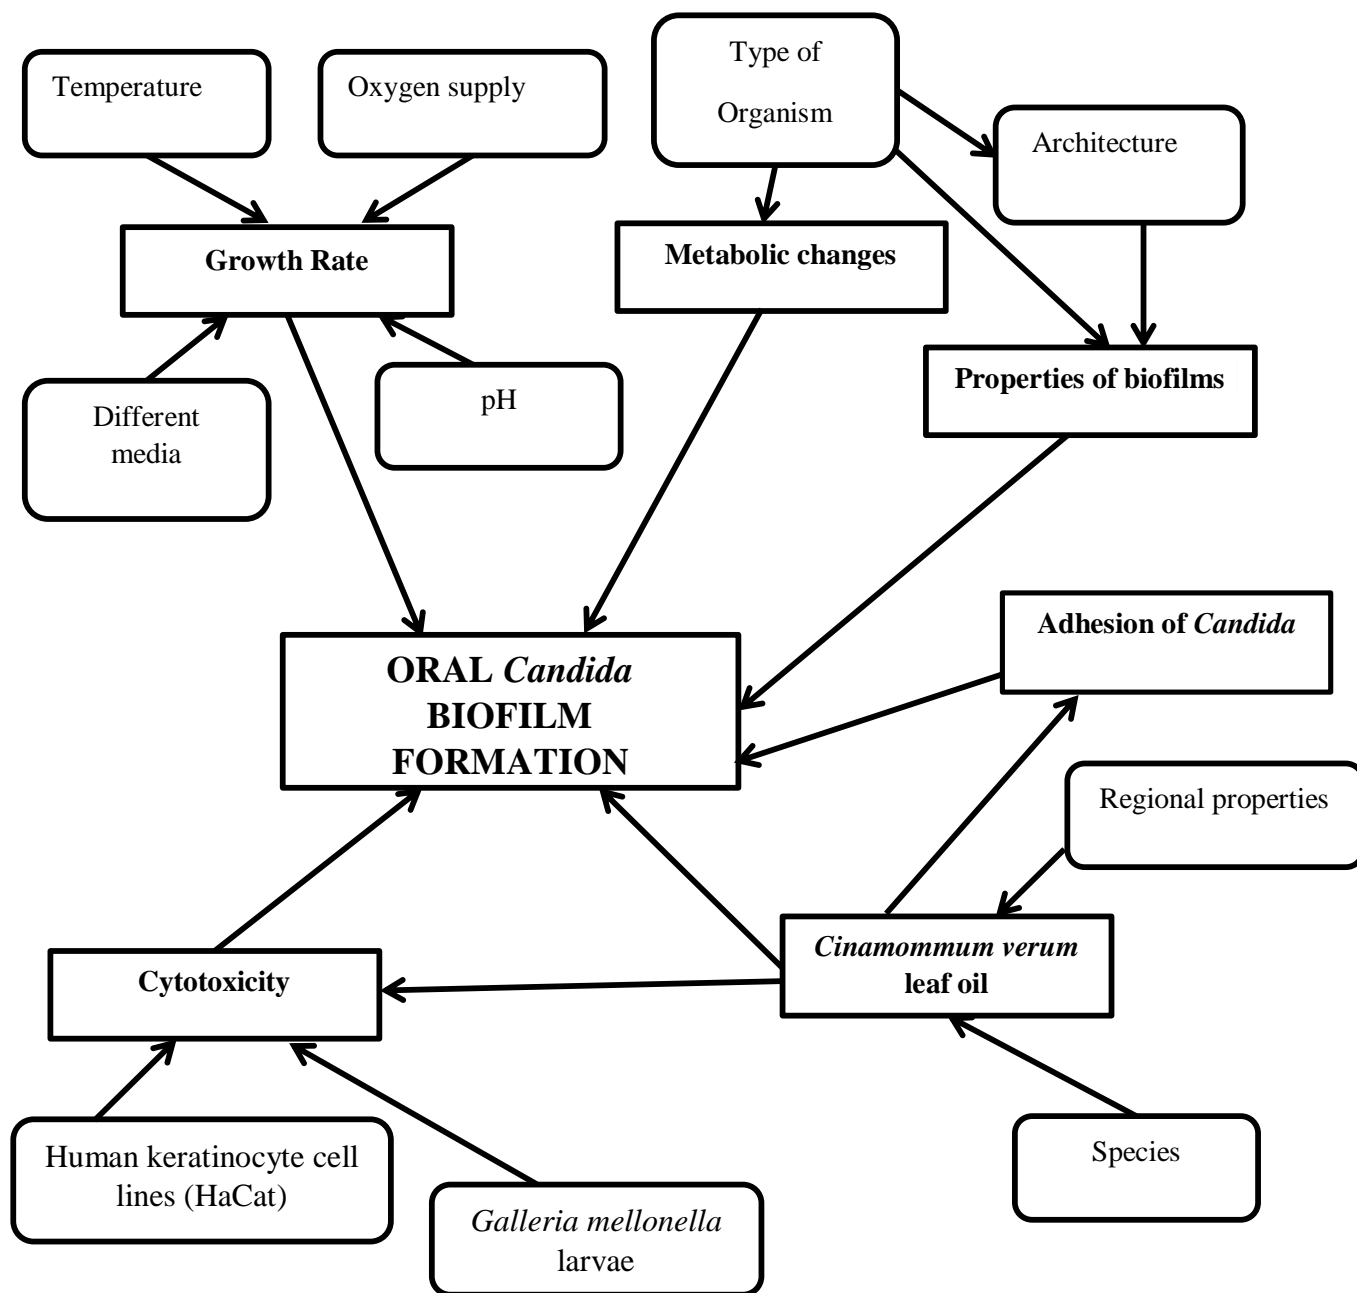 Temperature
Oxygen supply
Type of
Organism
Architecture
Growth Rate
Metabolic changes
Properties of biofilms
Different
media
pH
Adhesion of Candida
ORAL Candida
BIOFILM
FORMATION
Regional properties
Cinamommum verum
leaf oil
Cytotoxicity
Human keratinocyte cell
lines (HaCat)
Galleria mellonella
larvae
Species